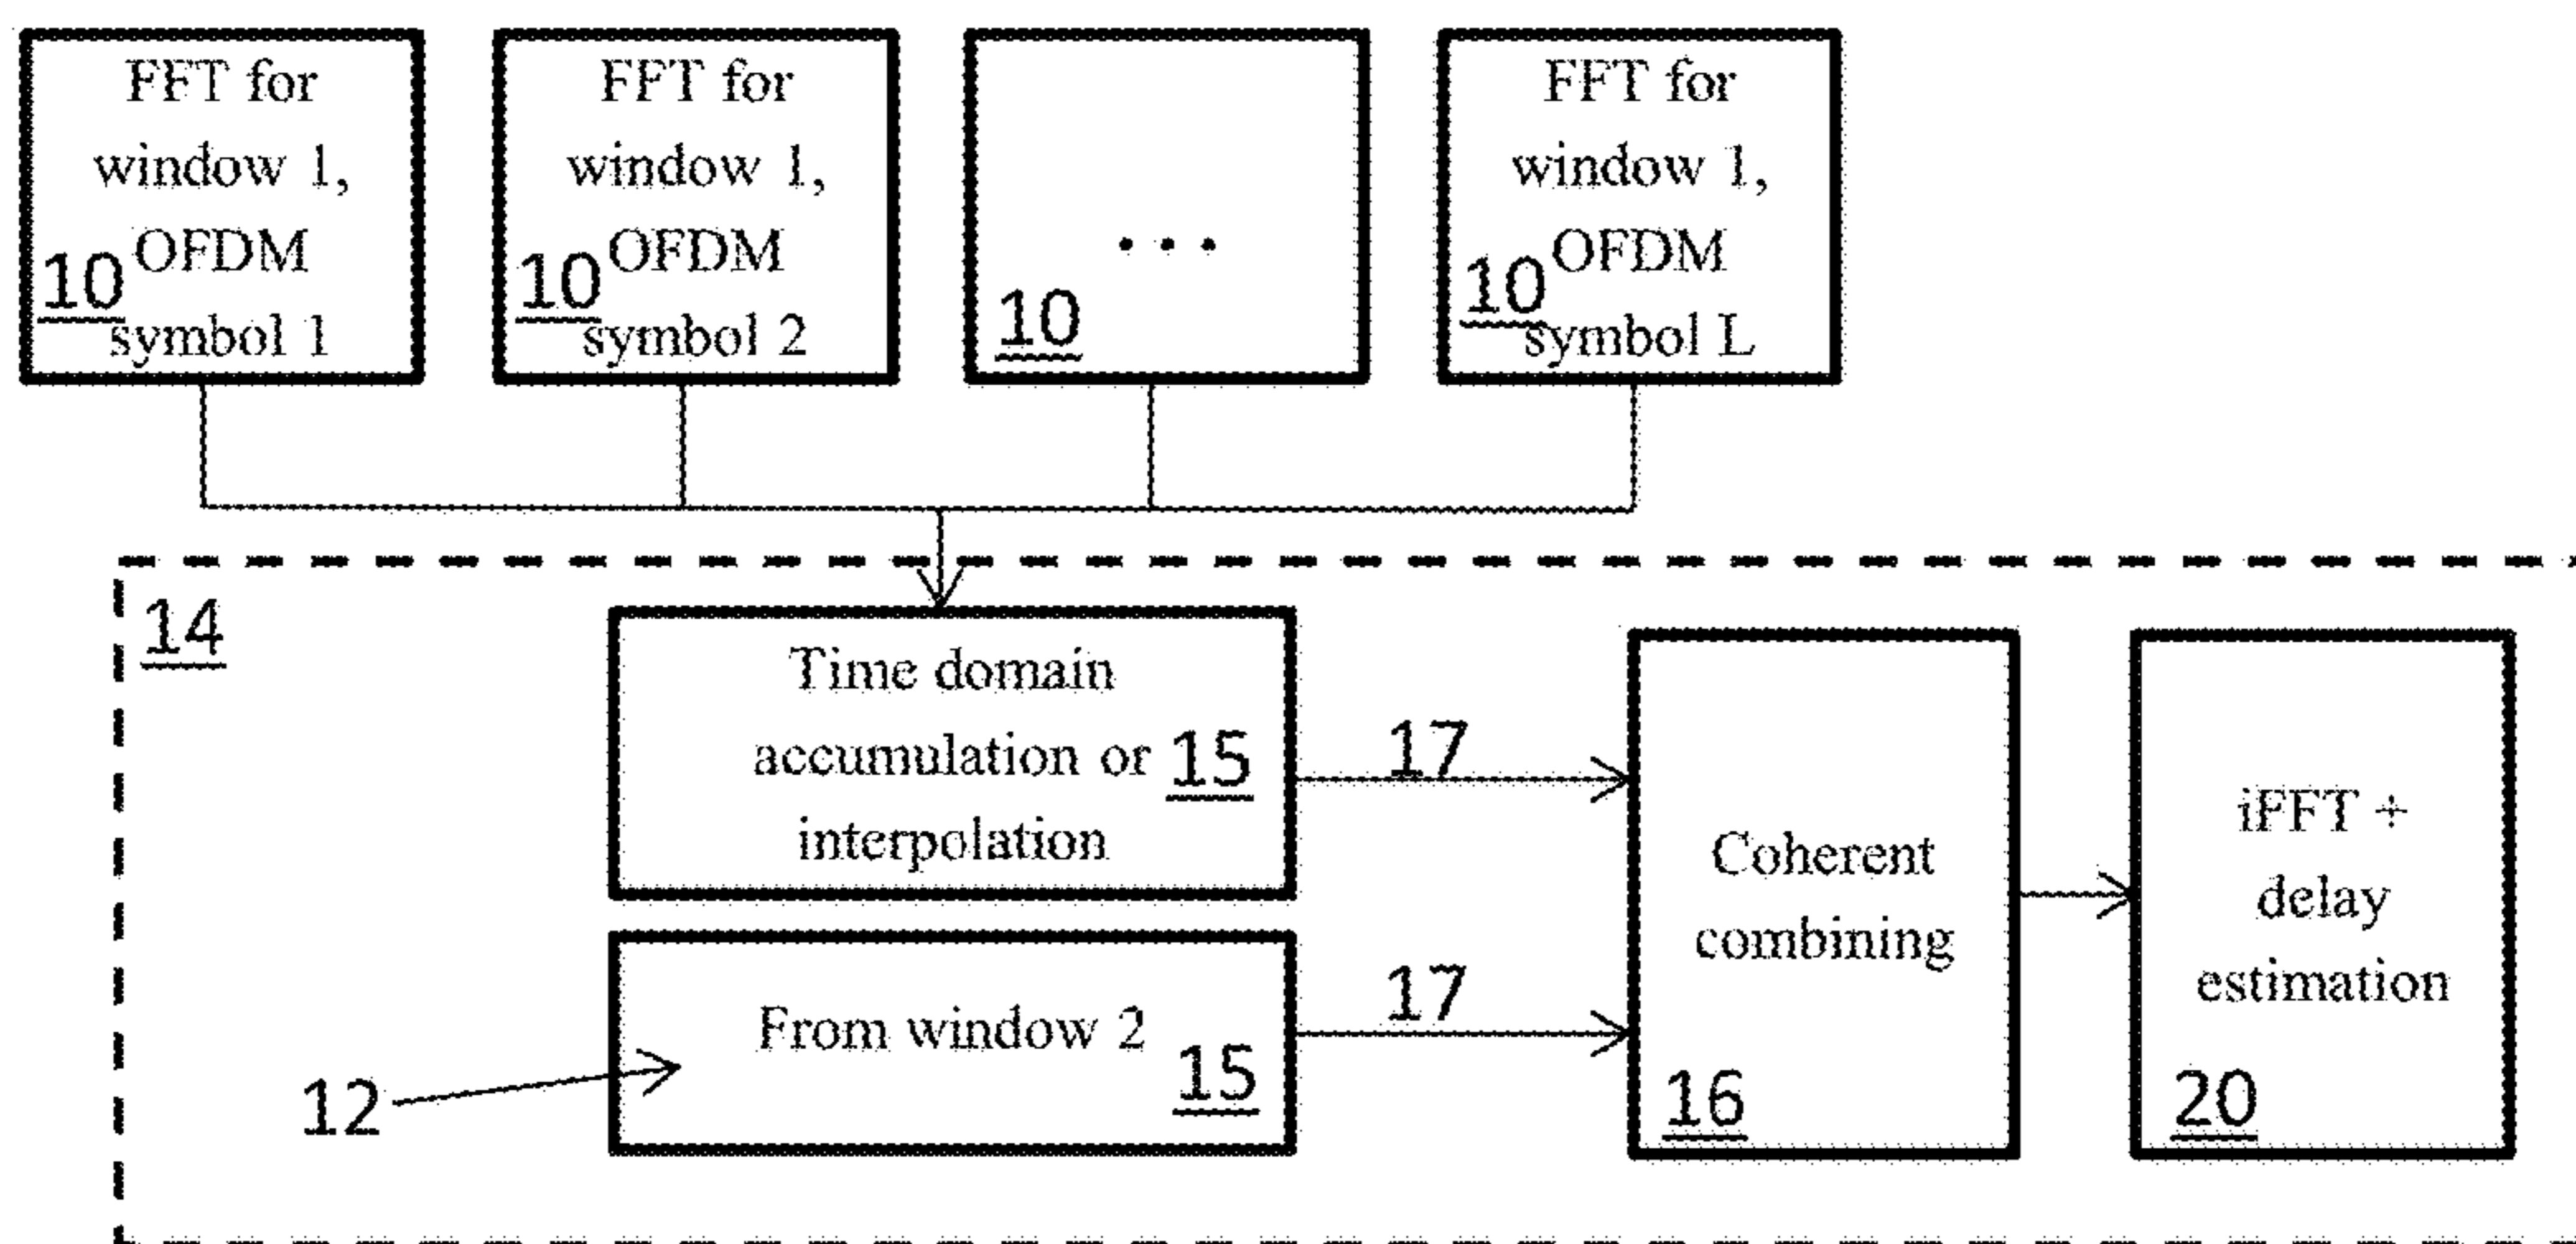 FFT for
window 1,
OFDM
10
symbol 1
FFT for
window 1,
OFDM
10
symbol 2
...
10
FFT for
window 1,
OFDM
10
symbol L
14
Time domain
accumulation or 15
interpolation
17
From window 2
15
17
12
Coherent
combining
16
iFFT +
delay
estimation
20